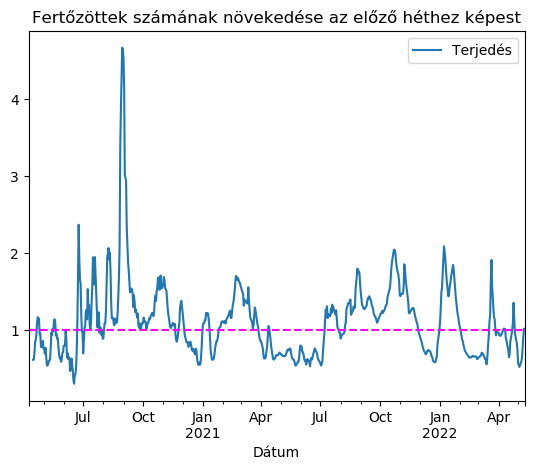 Fertőzöttek számának növekedése az előző héthez képest
Terjedés
4
3
2
1
Jul Oct Jan Apr Jul Oct Jan Apr
2021 2022
Dátum